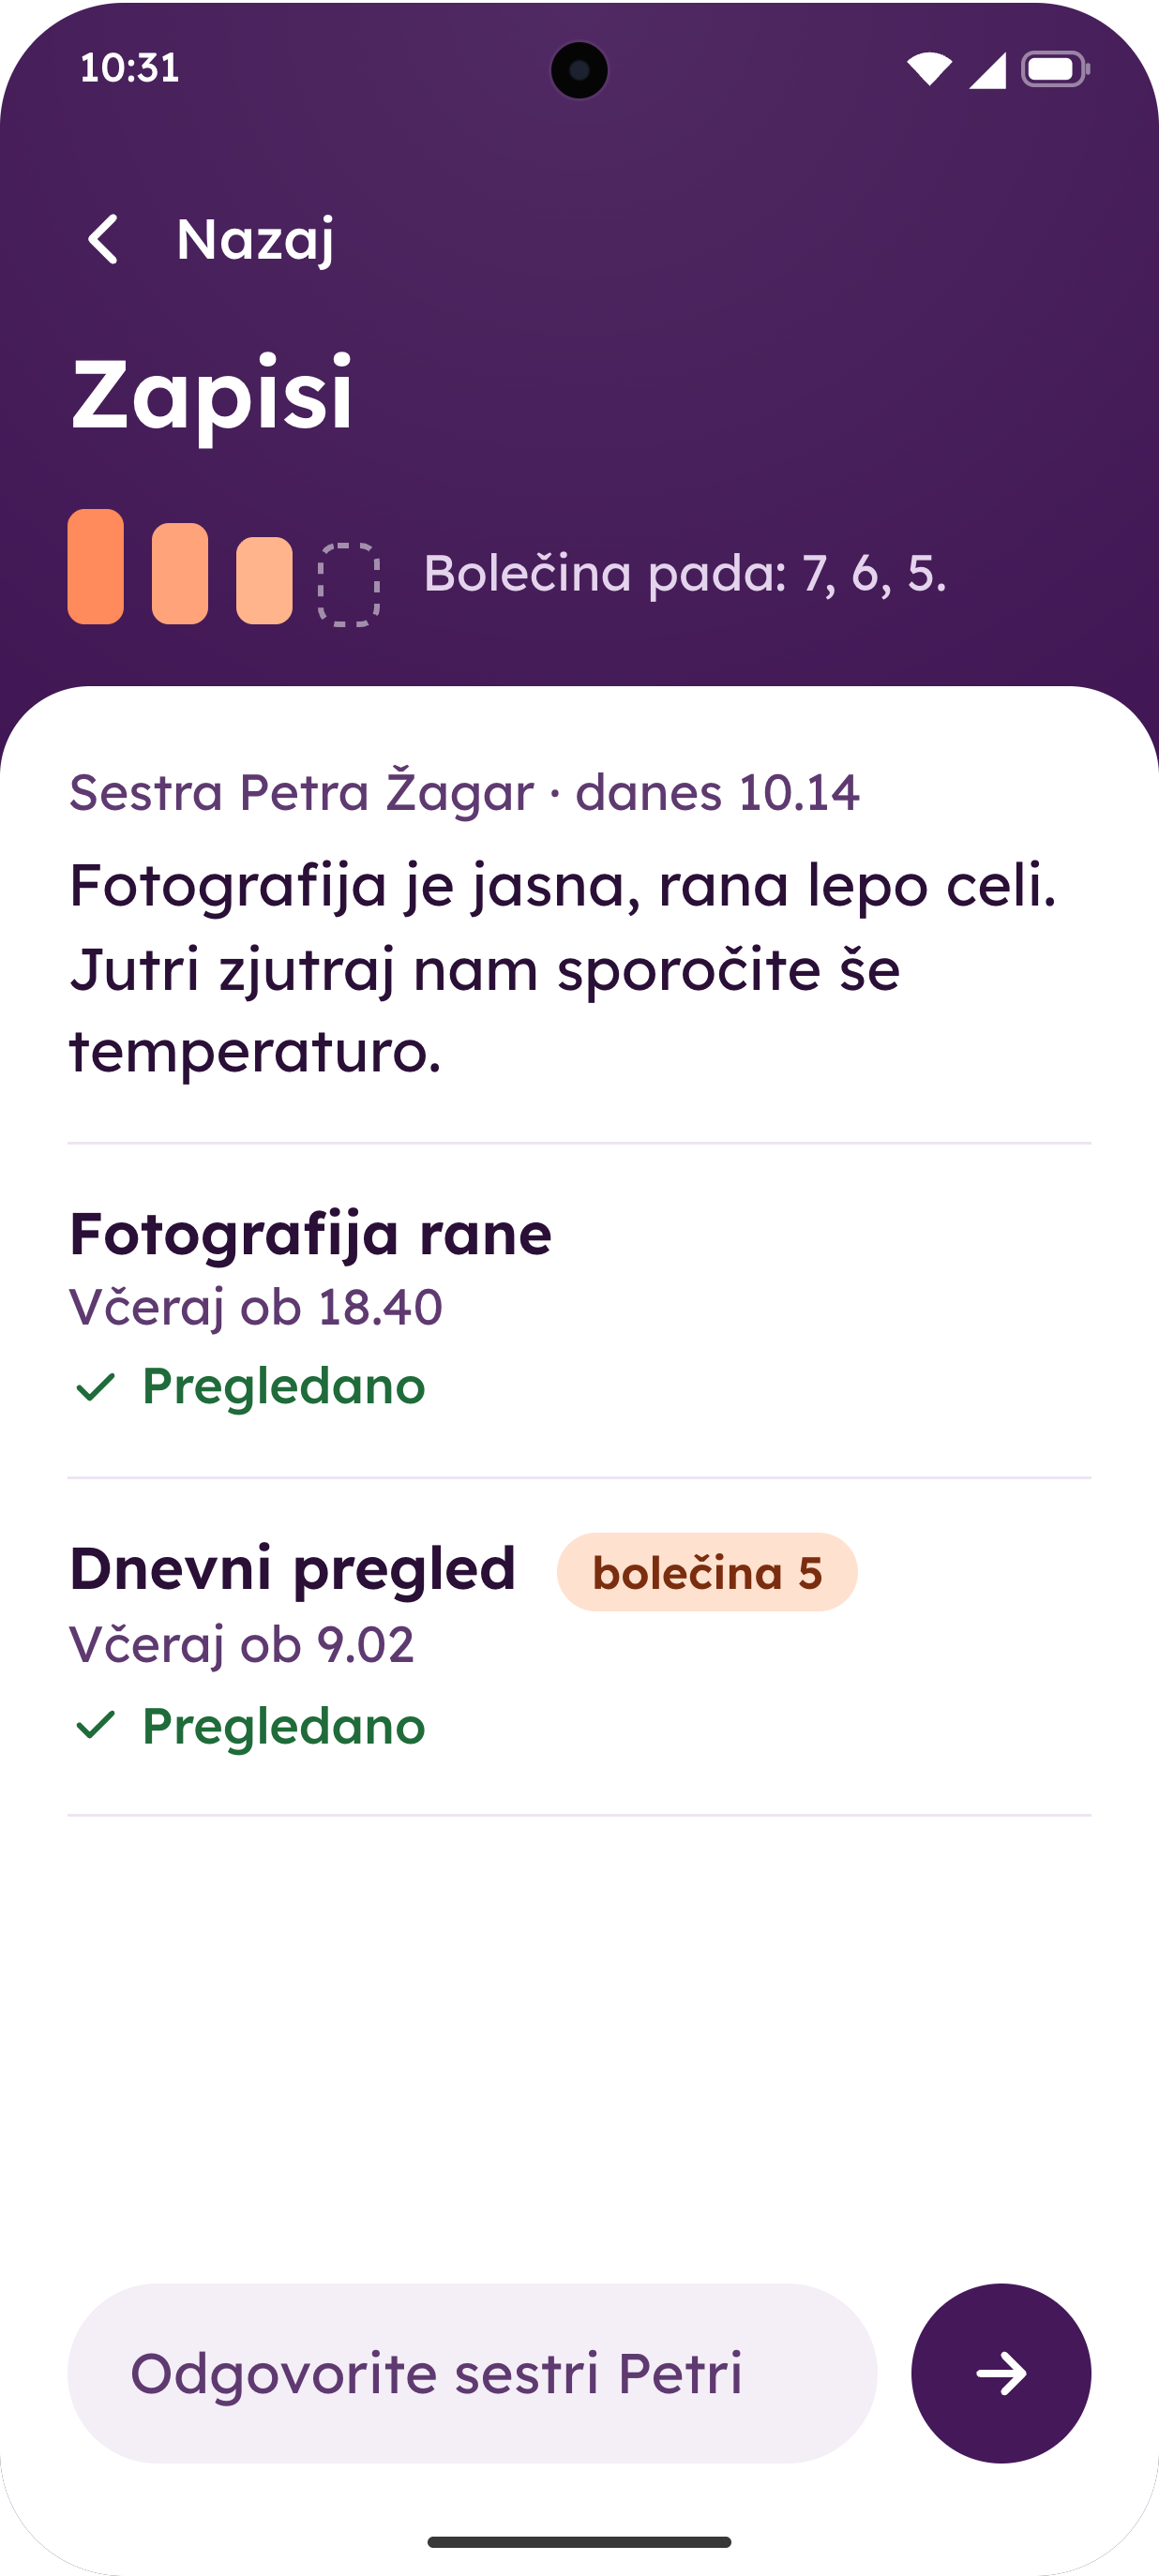 10:31
Nazaj
Zapisi
Bolečina pada: 7, 6, 5.
Sestra Petra Žagar · danes 10.14
Fotografija je jasna, rana lepo celi.
Jutri zjutraj nam sporočite še
temperaturo.
Fotografija rane
Včeraj ob 18.40
Pregledano
Dnevni pregled bolečina 5
Včeraj ob 9.02
Pregledano
Odgovorite sestri Petri